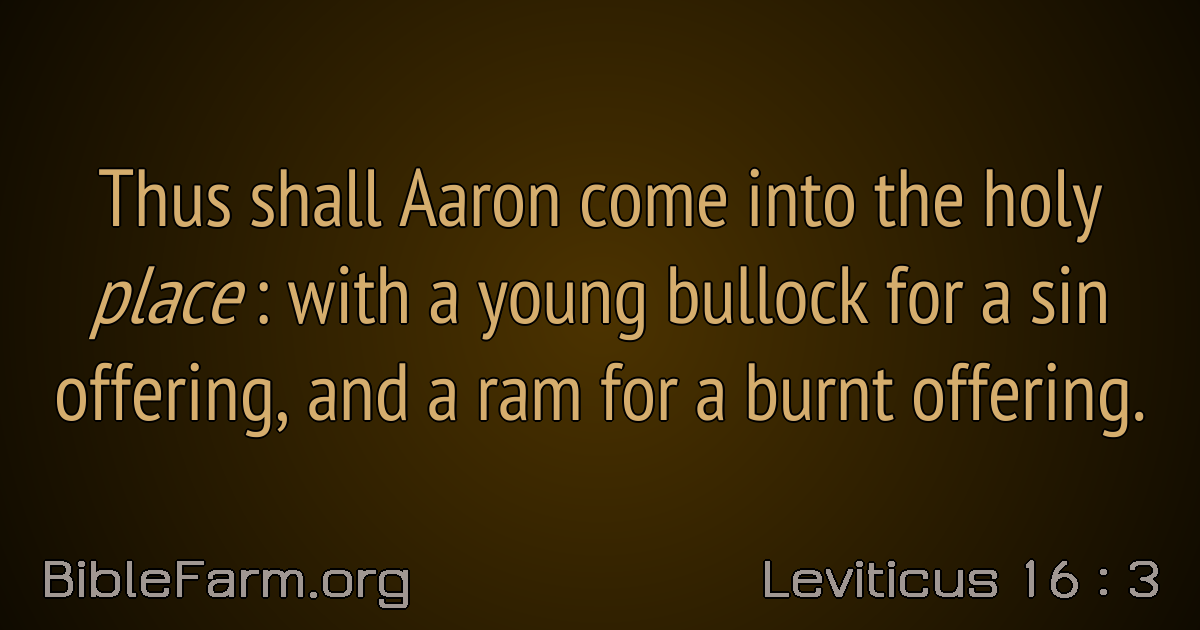 Thus shall Aaron come into the holy
place : with a young bullock for a sin
offering, and a ram for a burnt offering.
BibleFarm.org
Leviticus 16 : 3